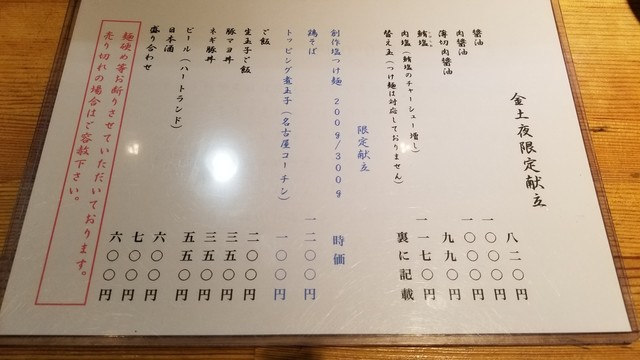 金土夜限定献立
醤油 八二〇円
肉醤油 一〇〇〇円
薄切肉醤油 一〇〇〇円
鮪塩 九九〇円
肉塩(鮪塩のチャーシュー増し) 一一七〇円
替え玉(つけ麺は対応しておりません) 裏に記載
限定献立
創作塩つけ麺 200g/300g 時価
鶏そば 一二〇〇円
トッピング煮玉子(名古屋コーチン) 一〇〇円
ご飯 二〇〇円
生玉子ご飯 三五〇円
豚マヨ丼 三五〇円
ネギ豚丼 五五〇円
ビール(ハートランド) 六〇〇円
日本酒 七〇〇円
盛り合わせ 六〇〇円
麺硬め等お断りさせていただいております。
売り切れの場合はご容赦下さい。